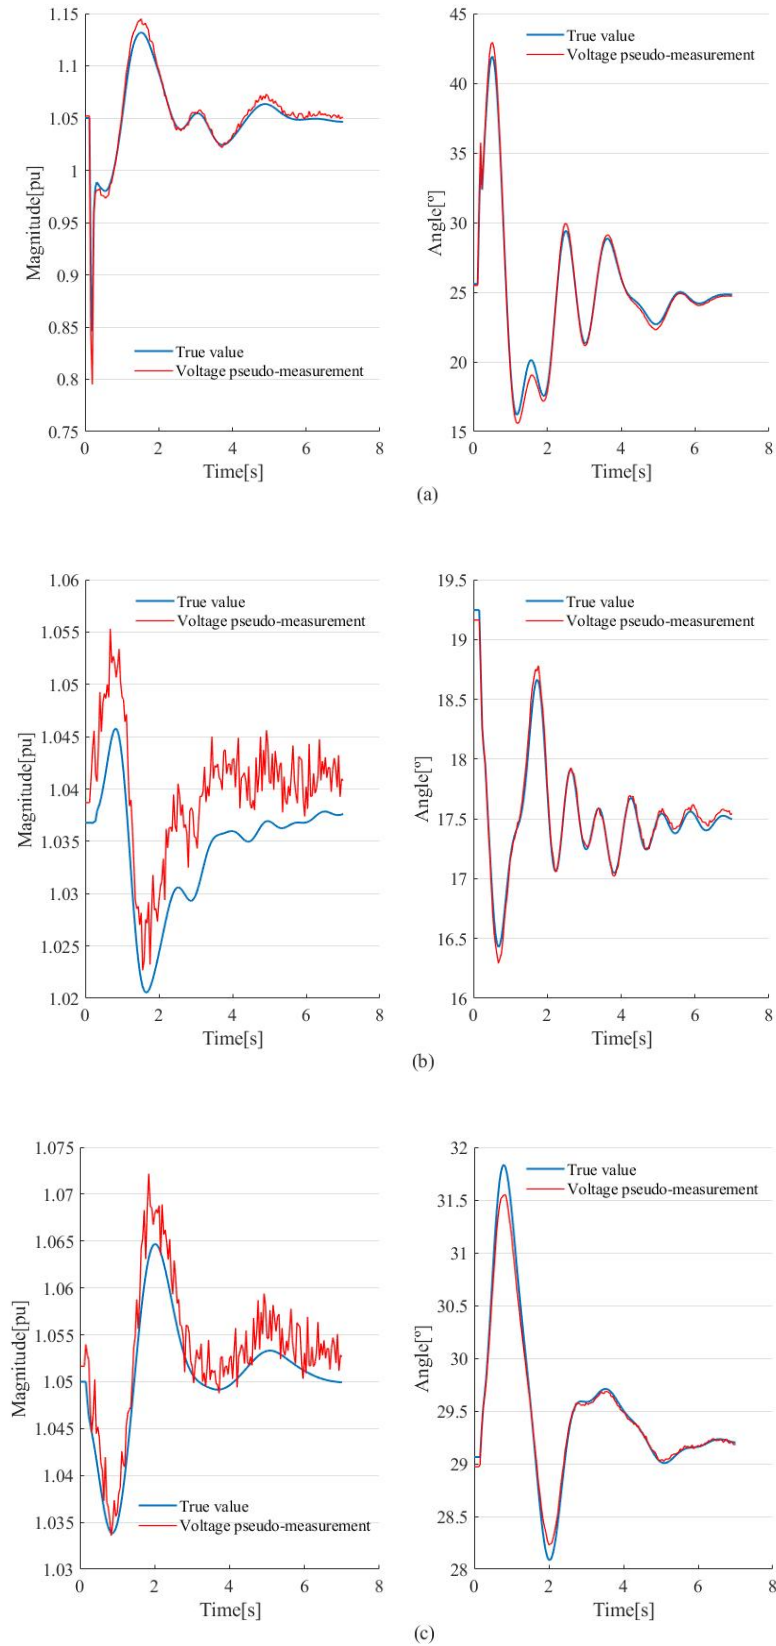 1.15
1.1
1.05
1
0.95
0.9
0.85
0.8
0.75
Magnitude[pu]
True value
Voltage pseudo-measurement
0 2 4 6 8
Time[s]
45
40
35
30
25
20
15
Angle[º]
True value
Voltage pseudo-measurement
0 2 4 6 8
Time[s]
(a)
1.06
1.055
1.05
1.045
1.04
1.035
1.03
1.025
1.02
Magnitude[pu]
True value
Voltage pseudo-measurement
0 2 4 6 8
Time[s]
19.5
19
18.5
18
17.5
17
16.5
16
Angle[º]
True value
Voltage pseudo-measurement
0 2 4 6 8
Time[s]
(b)
1.075
1.07
1.065
1.06
1.055
1.05
1.045
1.04
1.035
1.03
Magnitude[pu]
True value
Voltage pseudo-measurement
0 2 4 6 8
Time[s]
32
31.5
31
30.5
30
29.5
29
28.5
28
Angle[º]
True value
Voltage pseudo-measurement
0 2 4 6 8
Time[s]
(c)